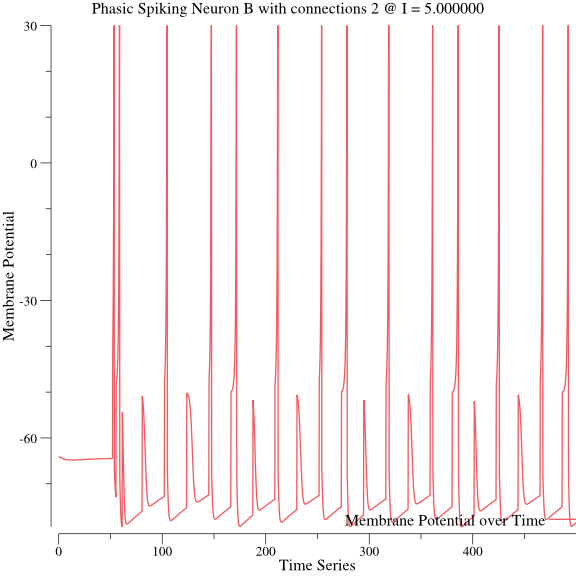 Phasic Spiking Neuron B with connections 2 @ I = 5.000000
30
0
-30
-60
Membrane Potential
Membrane Potential over Time
0
100
200
300
400
Time Series